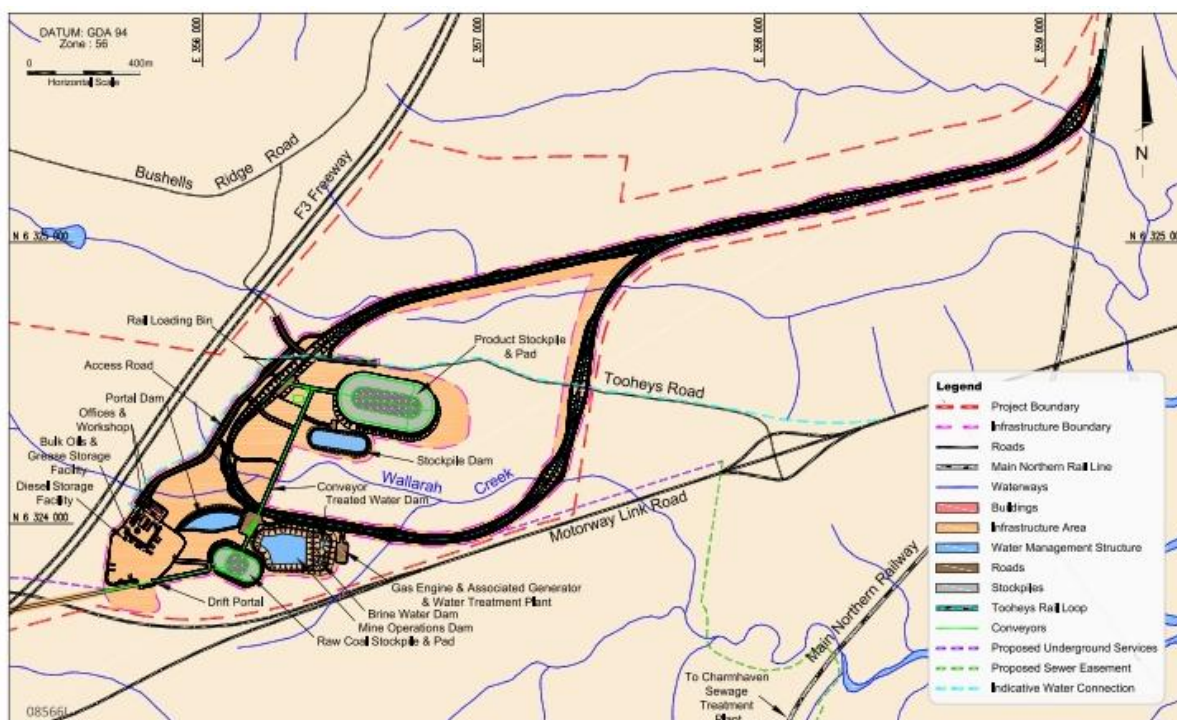 DATUM: GDA 94
Zone : 56
0 400m
Horizontal Scale
E 356 000
E 357 000
E 358 000
E 359 000
N
Bushells Ridge Road
F3 Freeway
N 6 325 000
N 6 325 000
Rail Loading Bin
Product Stockpile
& Pad
Access Road
Tooheys Road
Portal Dam
Offices &
Workshop
Bulk Oils &
Grease Storage
Facility
Diesel Storage
Facility
Stockpile Dam
Wallarah Creek
Conveyor
Treated Water Dam
Motorway Link Road
N 6 324 000
Gas Engine & Associated Generator
& Water Treatment Plant
Drift Portal
Brine Water Dam
Mine Operations Dam
Raw Coal Stockpile & Pad
Main Northern Railway
To Charmhaven
Sewage
Treatment
Plant
Legend
Project Boundary
Infrastructure Boundary
Roads
Main Northern Rail Line
Waterways
Buildings
Infrastructure Area
Water Management Structure
Roads
Stockpiles
Tooheys Rail Loop
Conveyors
Proposed Underground Services
Proposed Sewer Easement
Indicative Water Connection